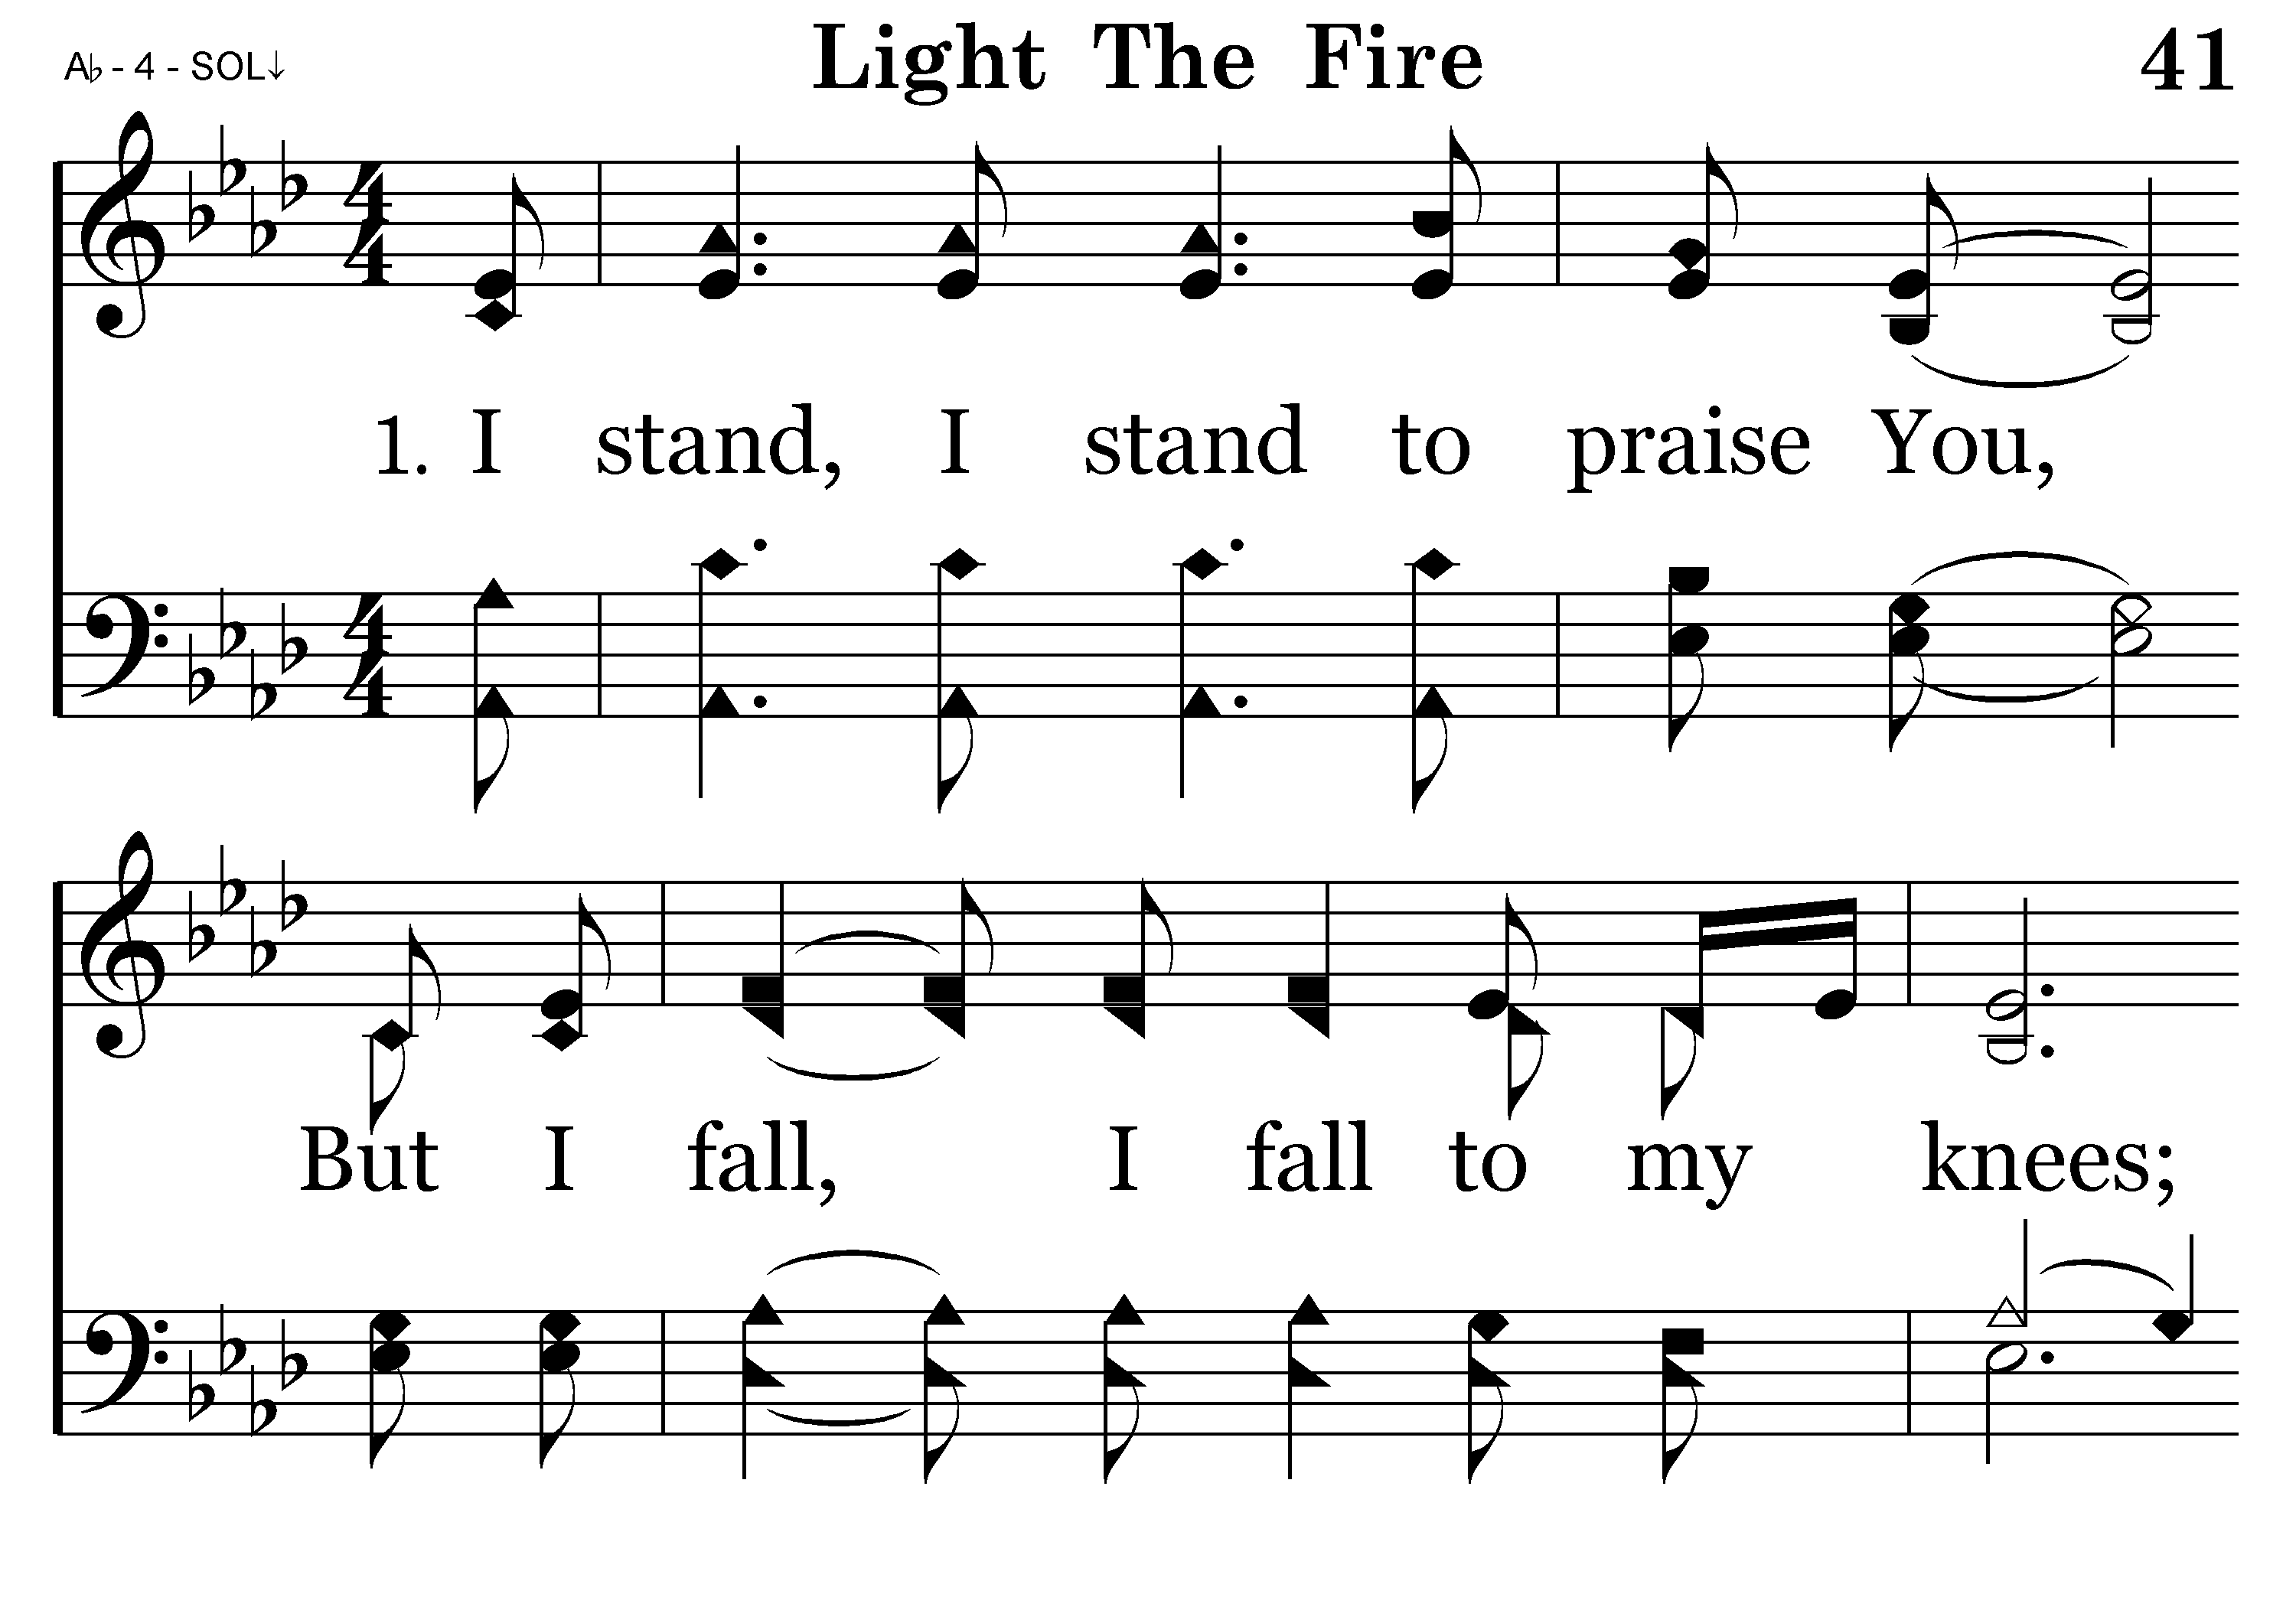 Light The Fire
41
A♭ - 4 - SOL↓
1. I stand, I stand to praise You,
But I fall, I fall to my knees;